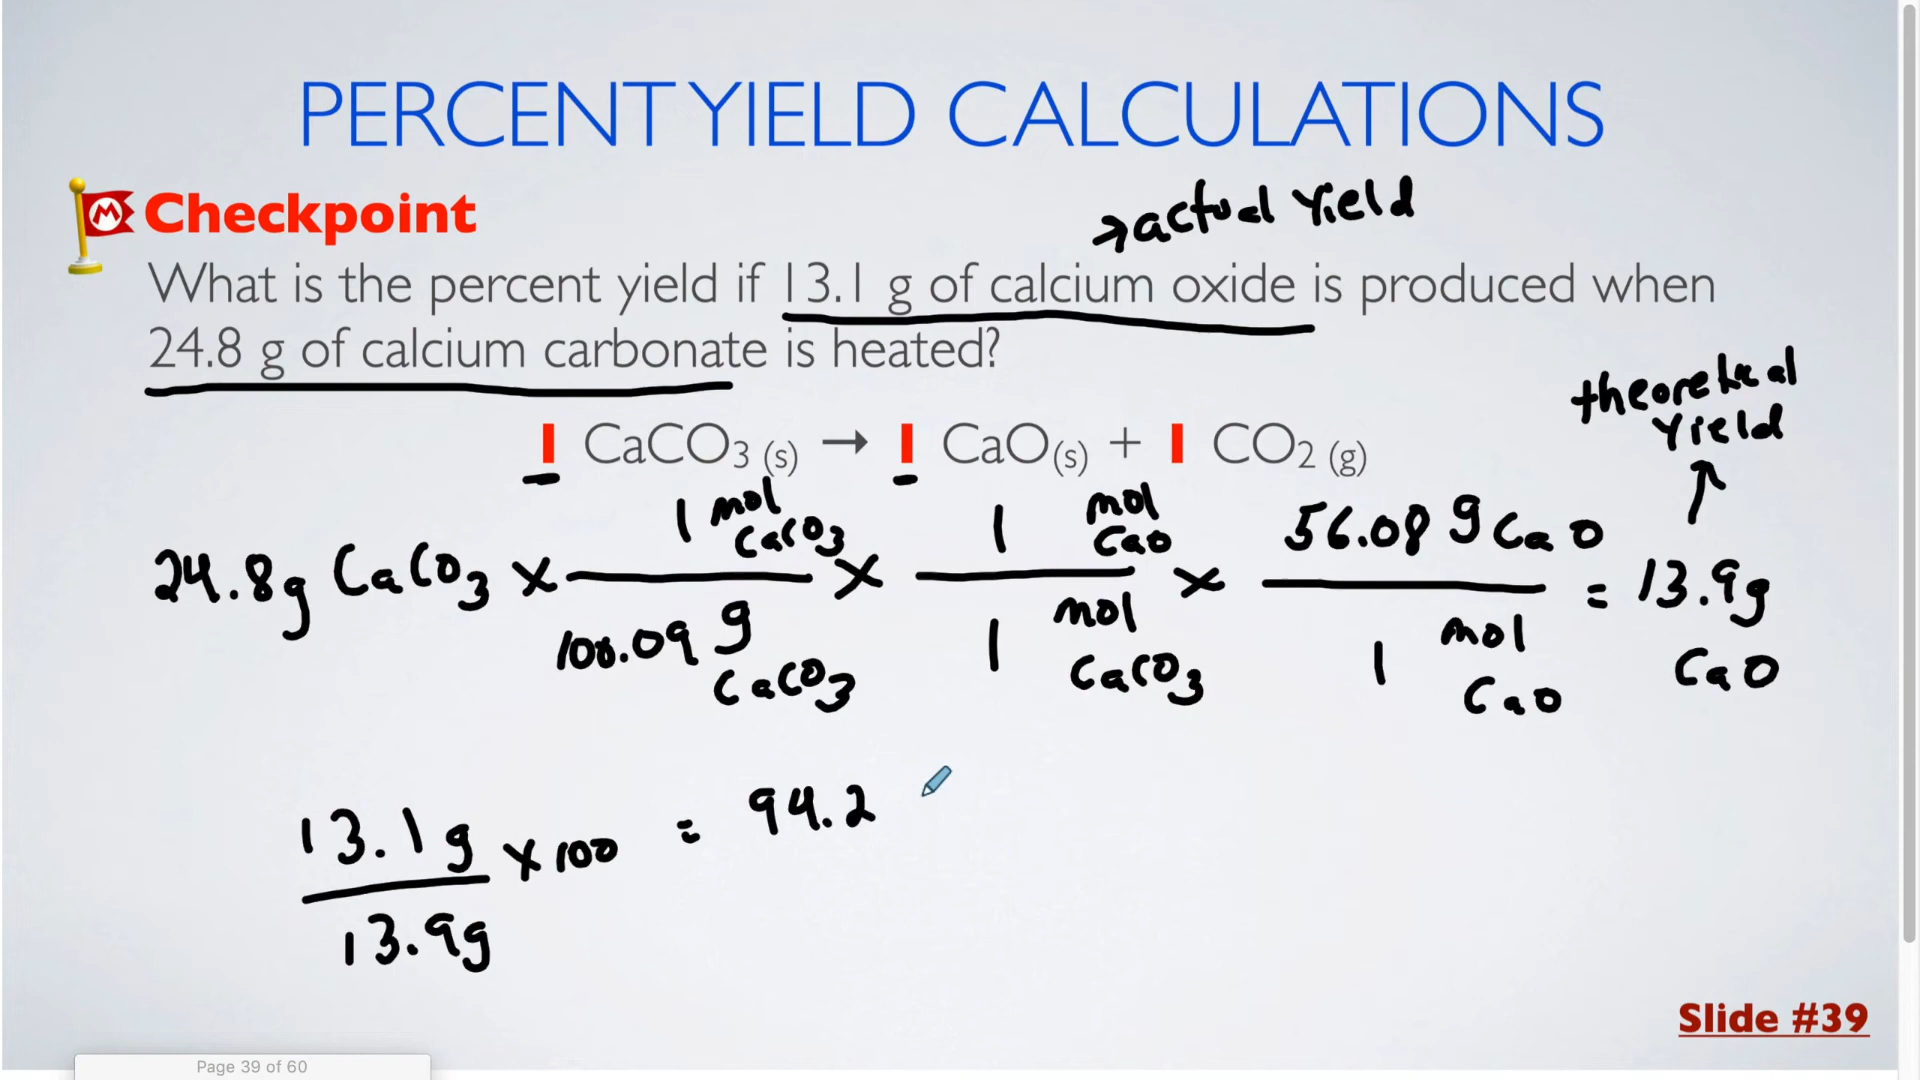 PERCENT YIELD CALCULATIONS
M Checkpoint
→ actual Yield
What is the percent yield if 13.1 g of calcium oxide is produced when
24.8 g of calcium carbonate is heated?
theoretical
Yield
1 CaCO3 (s) → 1 CaO(s) + 1 CO2 (g)
24.8g CaCO3 × 1 mol CaCO3 / 100.09 g CaCO3 × 1 mol CaO / 1 mol CaCO3 × 56.08 g CaO / 1 mol CaO = 13.9g CaO
13.1g / 13.9g × 100 = 94.2
Slide #39
Page 39 of 60